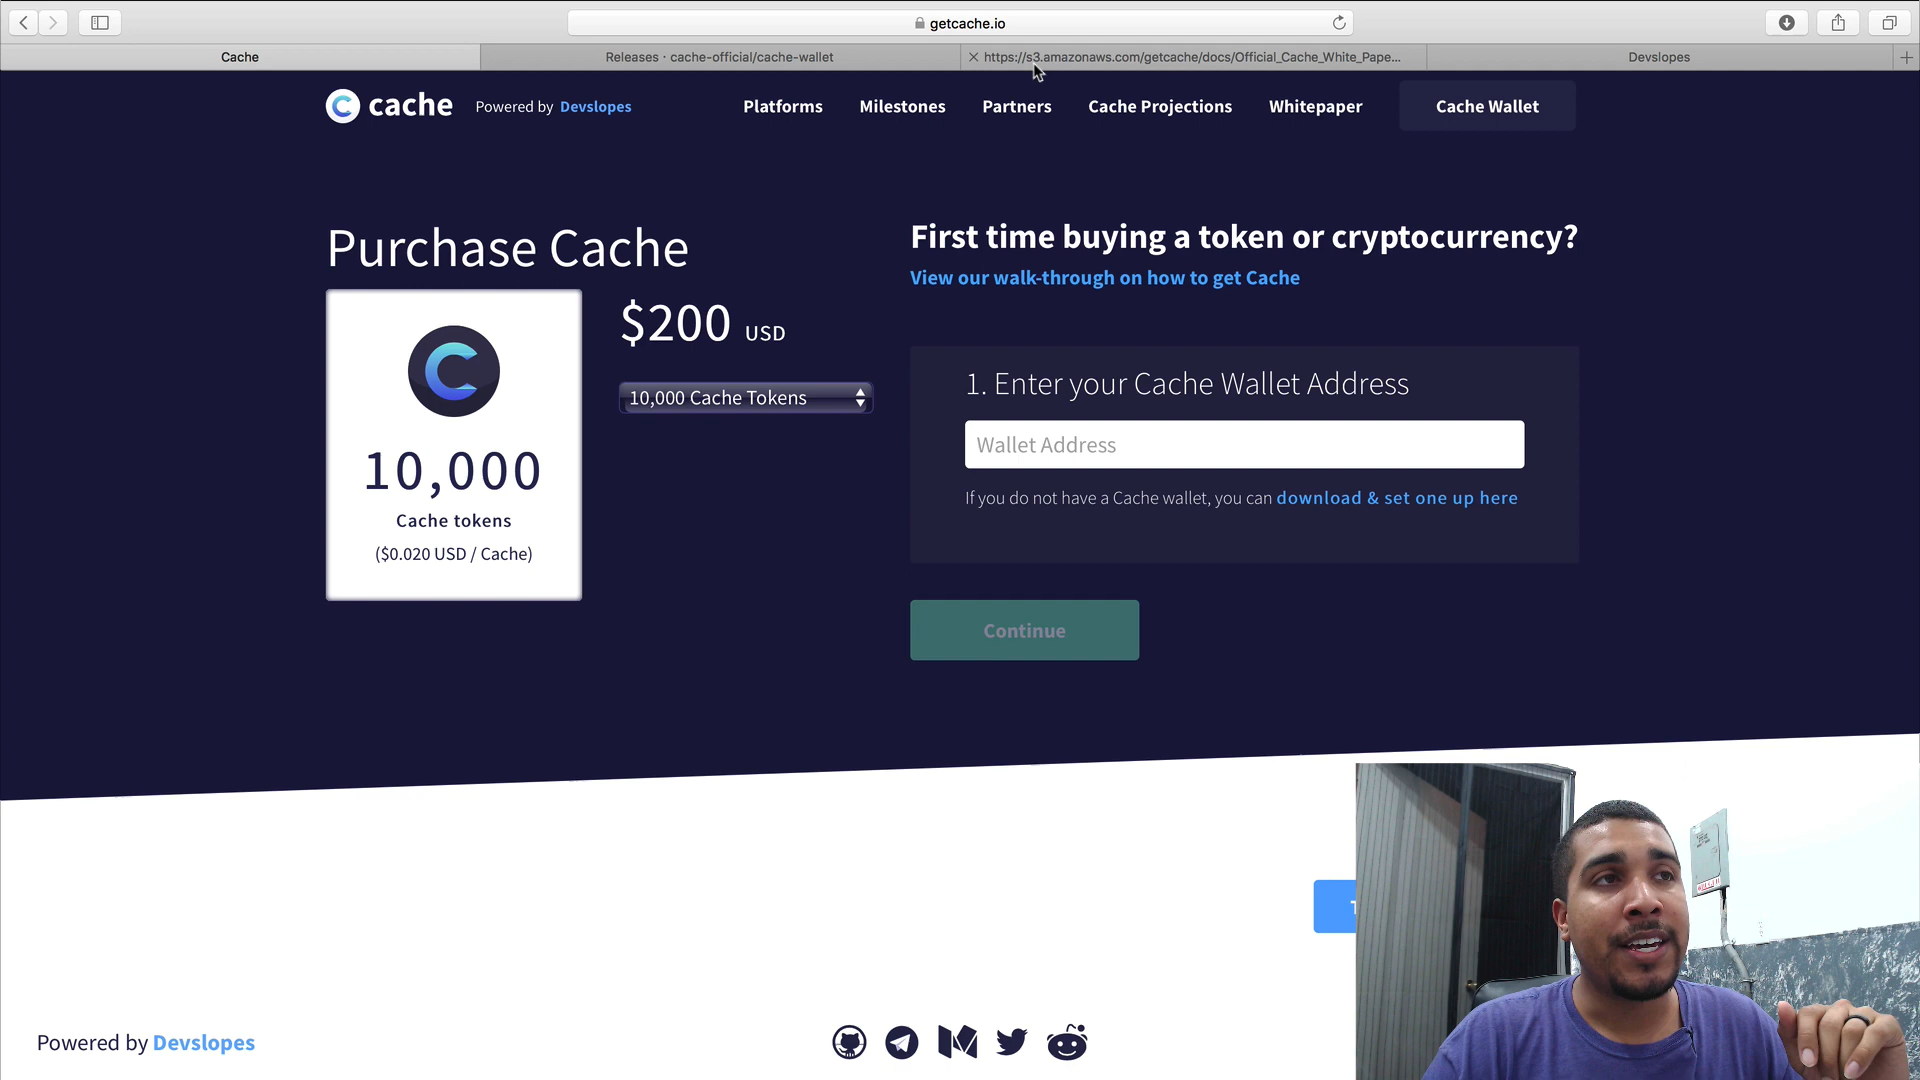 getcache.io
Cache
Releases · cache-official/cache-wallet
https://s3.amazonaws.com/getcache/docs/Official_Cache_White_Pape...
Devslopes
cache
Powered by Devslopes
Platforms
Milestones
Partners
Cache Projections
Whitepaper
Cache Wallet
Purchase Cache
First time buying a token or cryptocurrency?
View our walk-through on how to get Cache
$200 USD
10,000 Cache Tokens
10,000
Cache tokens
($0.020 USD / Cache)
1. Enter your Cache Wallet Address
Wallet Address
If you do not have a Cache wallet, you can download & set one up here
Continue
Powered by Devslopes